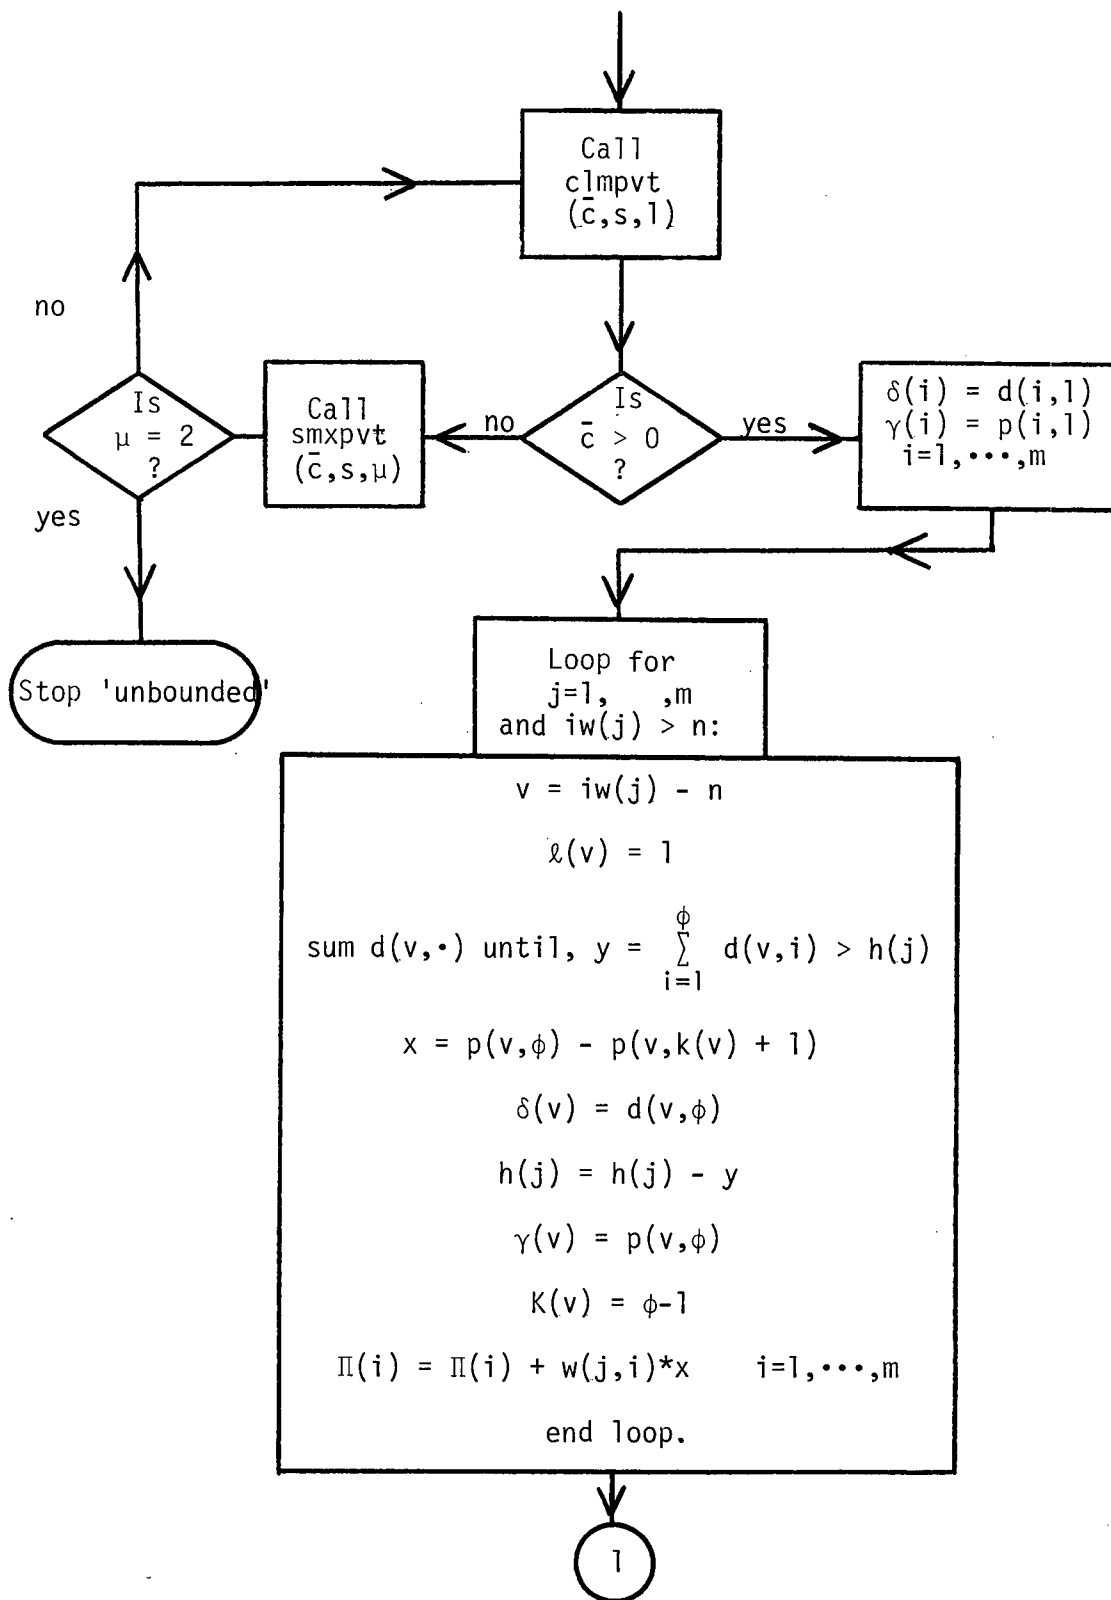 Call
clmpvt
(c̄,s,1)
no
Is
μ = 2
?
Call
smxpvt
(c̄,s,μ)
no
Is
c̄ > 0
?
yes
δ(i) = d(i,1)
γ(i) = p(i,1)
i=1,•••,m
yes
Stop 'unbounded'
Loop for
j=1, ,m
and iw(j) > n:
v = iw(j) - n
ℓ(v) = 1
sum d(v,•) until, y = ∑_{i=1}^{φ} d(v,i) > h(j)
x = p(v,φ) - p(v,k(v) + 1)
δ(v) = d(v,φ)
h(j) = h(j) - y
γ(v) = p(v,φ)
K(v) = φ-1
Π(i) = Π(i) + w(j,i)*x i=1,•••,m
end loop.
1